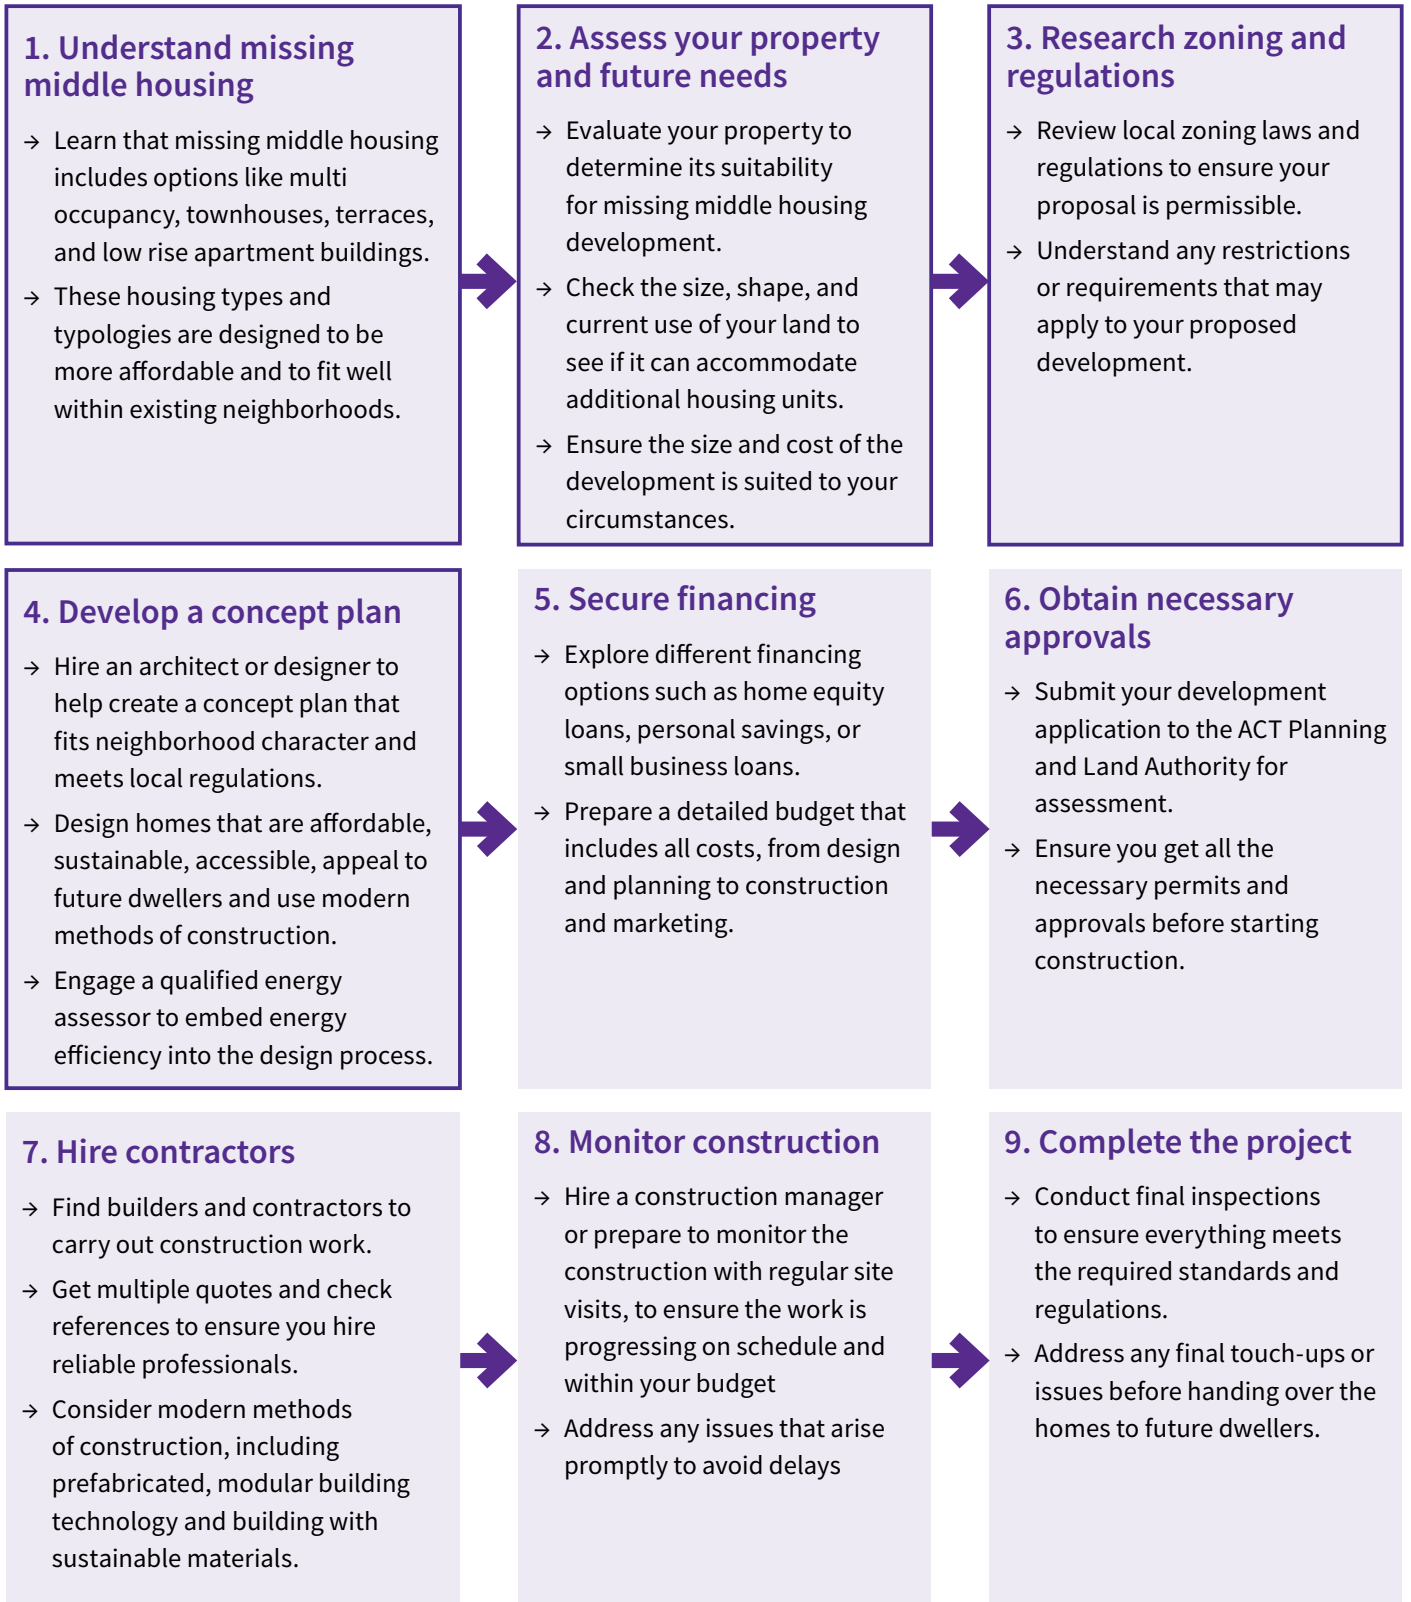 1. Understand missing
middle housing
→ Learn that missing middle housing
includes options like multi
occupancy, townhouses, terraces,
and low rise apartment buildings.
→ These housing types and
typologies are designed to be
more affordable and to fit well
within existing neighborhoods.
2. Assess your property
and future needs
→ Evaluate your property to
determine its suitability
for missing middle housing
development.
→ Check the size, shape, and
current use of your land to
see if it can accommodate
additional housing units.
→ Ensure the size and cost of the
development is suited to your
circumstances.
3. Research zoning and
regulations
→ Review local zoning laws and
regulations to ensure your
proposal is permissible.
→ Understand any restrictions
or requirements that may
apply to your proposed
development.
4. Develop a concept plan
→ Hire an architect or designer to
help create a concept plan that
fits neighborhood character and
meets local regulations.
→ Design homes that are affordable,
sustainable, accessible, appeal to
future dwellers and use modern
methods of construction.
→ Engage a qualified energy
assessor to embed energy
efficiency into the design process.
5. Secure financing
→ Explore different financing
options such as home equity
loans, personal savings, or
small business loans.
→ Prepare a detailed budget that
includes all costs, from design
and planning to construction
and marketing.
6. Obtain necessary
approvals
→ Submit your development
application to the ACT Planning
and Land Authority for
assessment.
→ Ensure you get all the
necessary permits and
approvals before starting
construction.
7. Hire contractors
→ Find builders and contractors to
carry out construction work.
→ Get multiple quotes and check
references to ensure you hire
reliable professionals.
→ Consider modern methods
of construction, including
prefabricated, modular building
technology and building with
sustainable materials.
8. Monitor construction
→ Hire a construction manager
or prepare to monitor the
construction with regular site
visits, to ensure the work is
progressing on schedule and
within your budget
→ Address any issues that arise
promptly to avoid delays
9. Complete the project
→ Conduct final inspections
to ensure everything meets
the required standards and
regulations.
→ Address any final touch-ups or
issues before handing over the
homes to future dwellers.